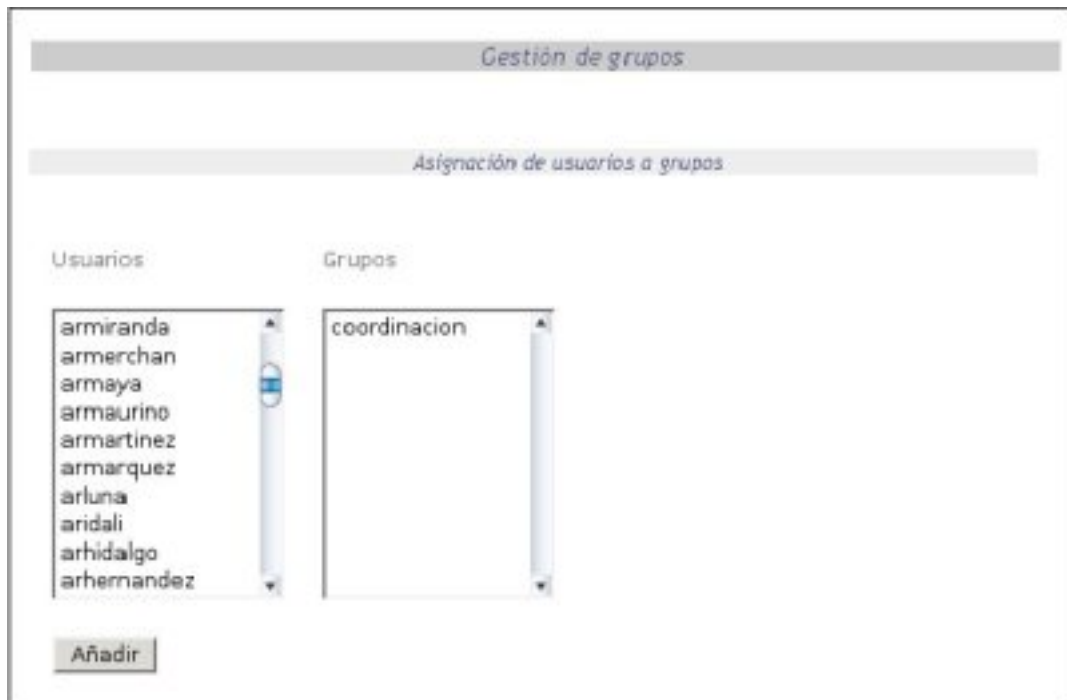 Gestión de grupos
Asignación de usuarios a grupos
Usuarios
Grupos
armiranda
armerchan
armaya
armaurino
armartinez
armarquez
arluna
aridali
arhidalgo
arhernandez
coordinacion
Añadir